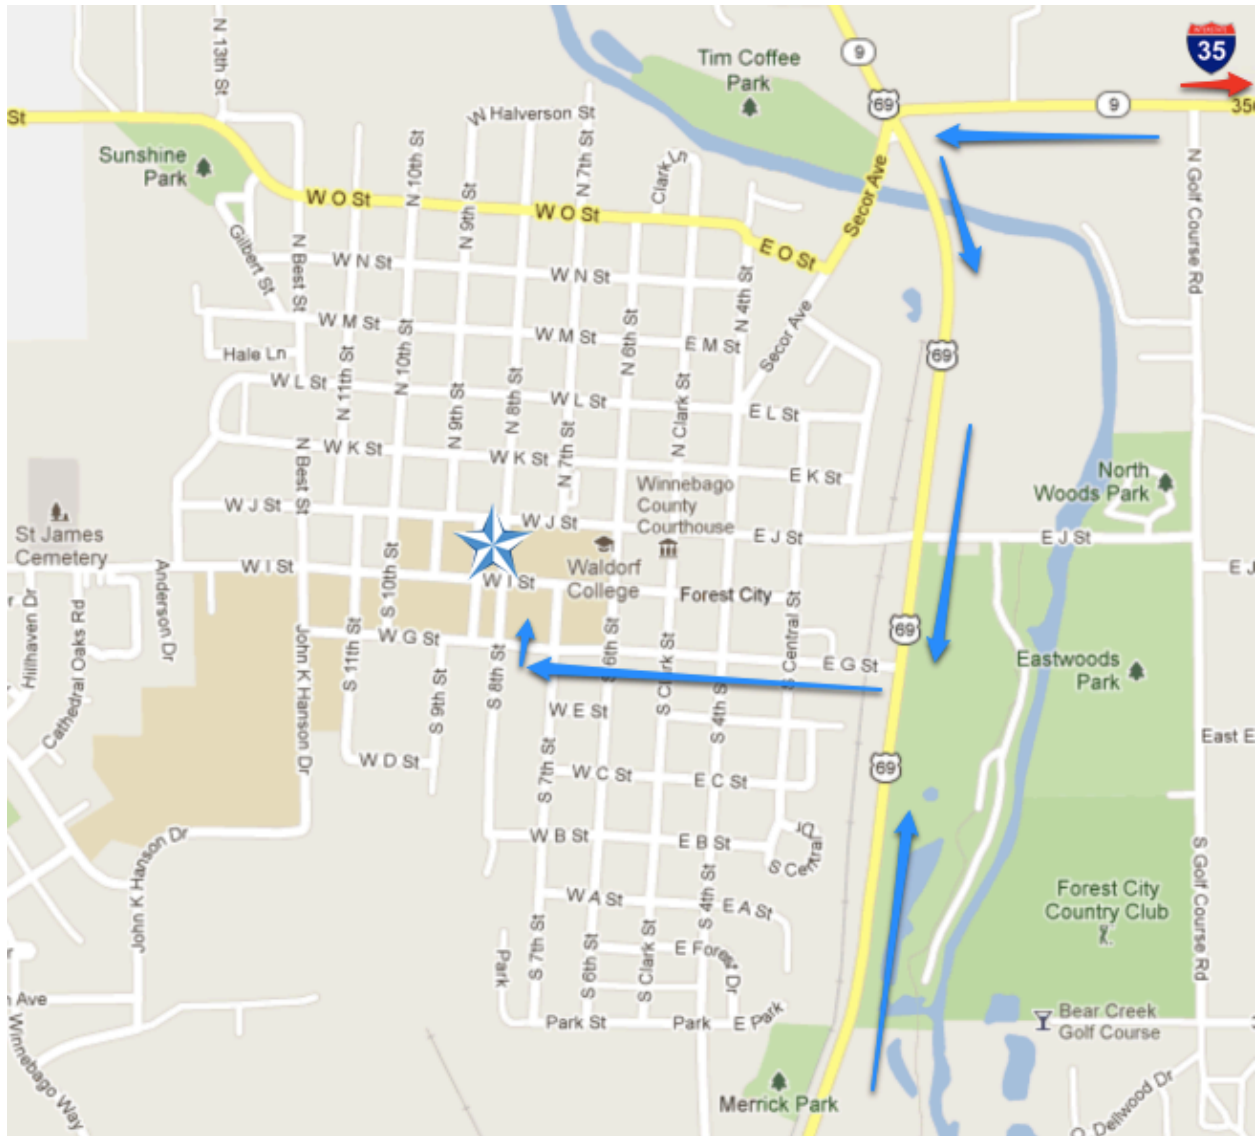 N 13th St
9
Tim Coffee
Park
INTERSTATE
35
69
9
St
W Halverson St
Sunshine
Park
N 10th St
N 9th St
N 7th St
Clark
St
Secor Ave
N Golf Course Rd
W O St
W O St
E O St
Gilbert St
N Best St
W N St
W N St
N 4th St
W M St
W M St
N 6th St
E M St
Secor Ave
69
Hale Ln
N 10th St
N 11th St
W L St
W L St
N 8th St
N 9th St
N Clark St
E L St
N Best St
W K St
W K St
N 7th St
E K St
Winnebago
County
Courthouse
North
Woods Park
W J St
W J St
E J St
E J St
St James
Cemetery
W I St
W I St
Waldorf
College
Forest City
E J
Anderson Dr
Hillhaven Dr
Cathedral Oaks Rd
S 10th St
S 11th St
John K Hanson Dr
W G St
S 9th St
S 8th St
S 6th St
S Clark St
S 4th St
S Central St
E G St
69
Eastwoods
Park
W E St
East E
W D St
S 7th St
W C St
E C St
69
W B St
E B St
S Central
Dr
John K Hanson Dr
John K Hanson Dr
W A St
E A St
S 4th St
S Golf Course Rd
Forest City
Country Club
Park
S 7th St
S 6th St
S Clark St
E Forest Dr
Ave
Winnebago Way
Park St
Park
E Park
Bear Creek
Golf Course
Merrick Park
Dellwood Dr